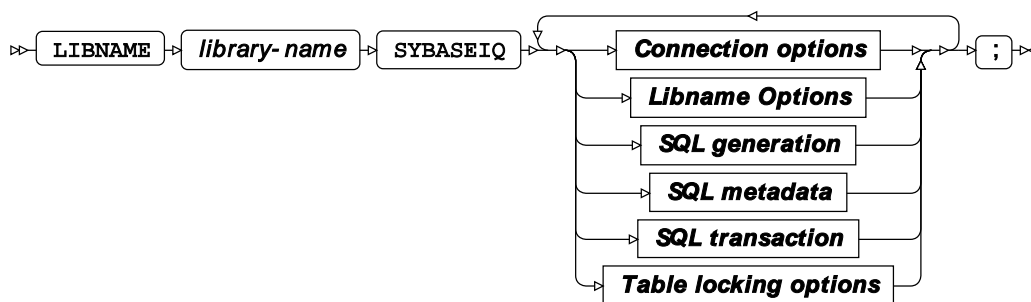 LIBNAME library-name SYBASEIQ Connection options ;
Libname Options
SQL generation
SQL metadata
SQL transaction
Table locking options